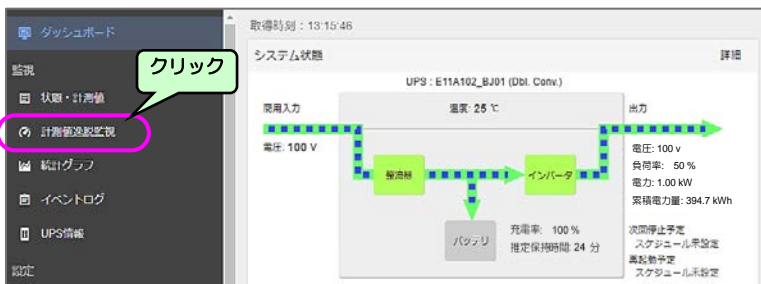 ダッシュボード
監視
状態・計測値
計測値逸脱監視
統計グラフ
イベントログ
UPS情報
設定
クリック
取得時刻：13:15:46
システム状態
詳細
UPS : E11A102_BJ01 (Dbl. Conv.)
商用入力
電圧: 100 V
温度: 25 ℃
整流器
インバータ
バッテリ
充電率: 100 %
推定保持時間: 24 分
出力
電圧: 100 v
負荷率: 50 %
電力: 1.00 kW
累積電力量: 394.7 kWh
次回停止予定
スケジュール未設定
再起動予定
スケジュール未設定